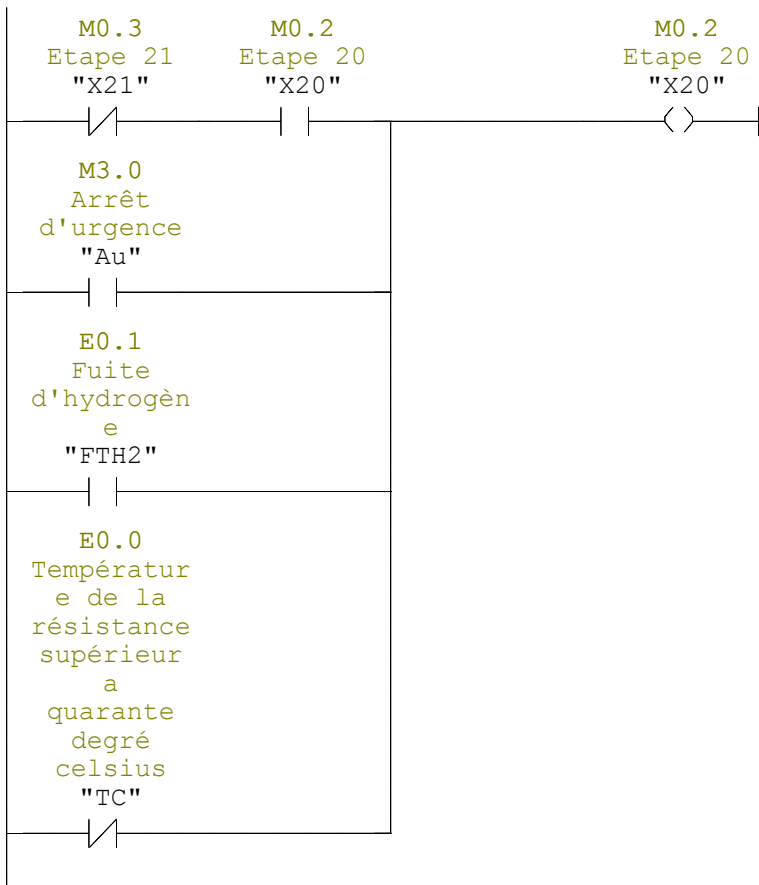 M0.3
Etape 21
"X21"
M0.2
Etape 20
"X20"
M0.2
Etape 20
"X20"
M3.0
Arrêt
d'urgence
"Au"
E0.1
Fuite
d'hydrogèn
e
"FTH2"
E0.0
Températur
e de la
résistance
supérieur
a
quarante
degré
celsius
"TC"